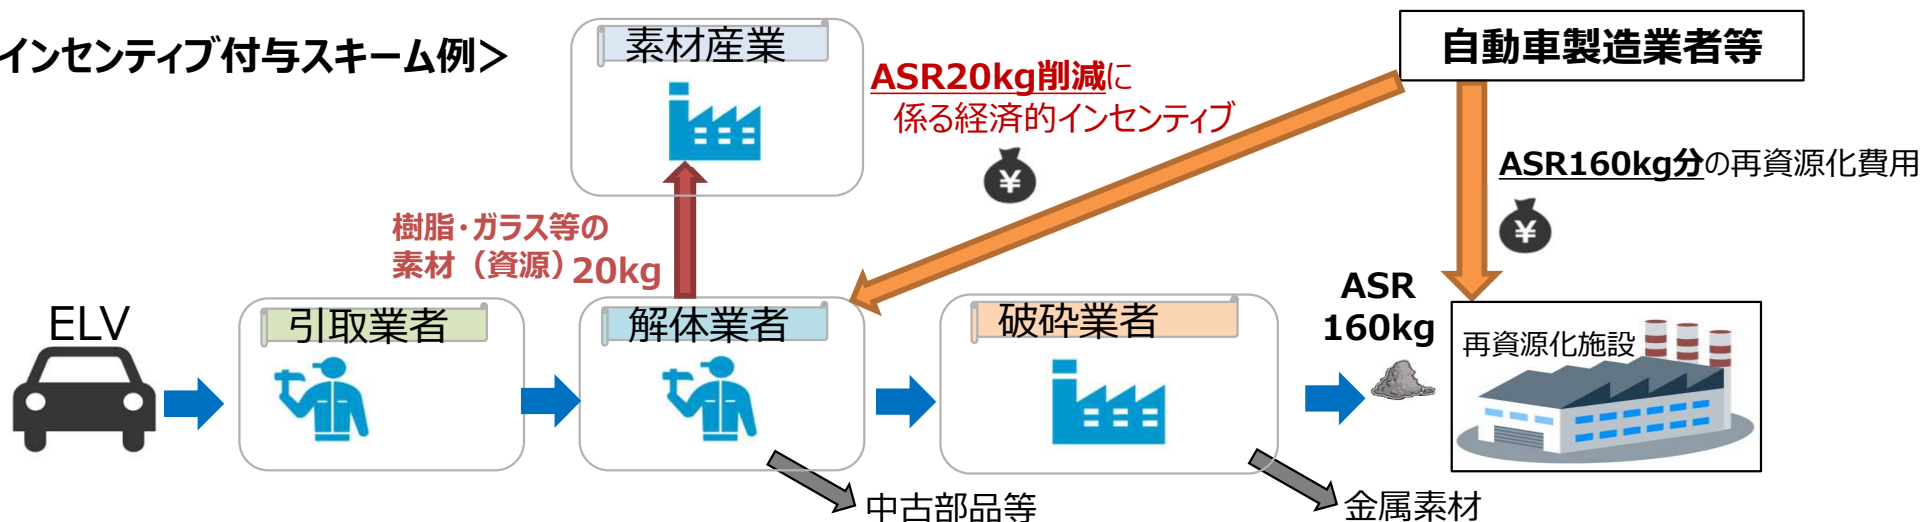 インセンティブ付与スキーム例>
素材産業
自動車製造業者等
ASR20kg削減に
係る経済的インセンティブ
¥
ASR160kg分の再資源化費用
¥
樹脂・ガラス等の
素材（資源）20kg
ELV
引取業者
解体業者
破砕業者
ASR
160kg
再資源化施設
中古部品等
金属素材